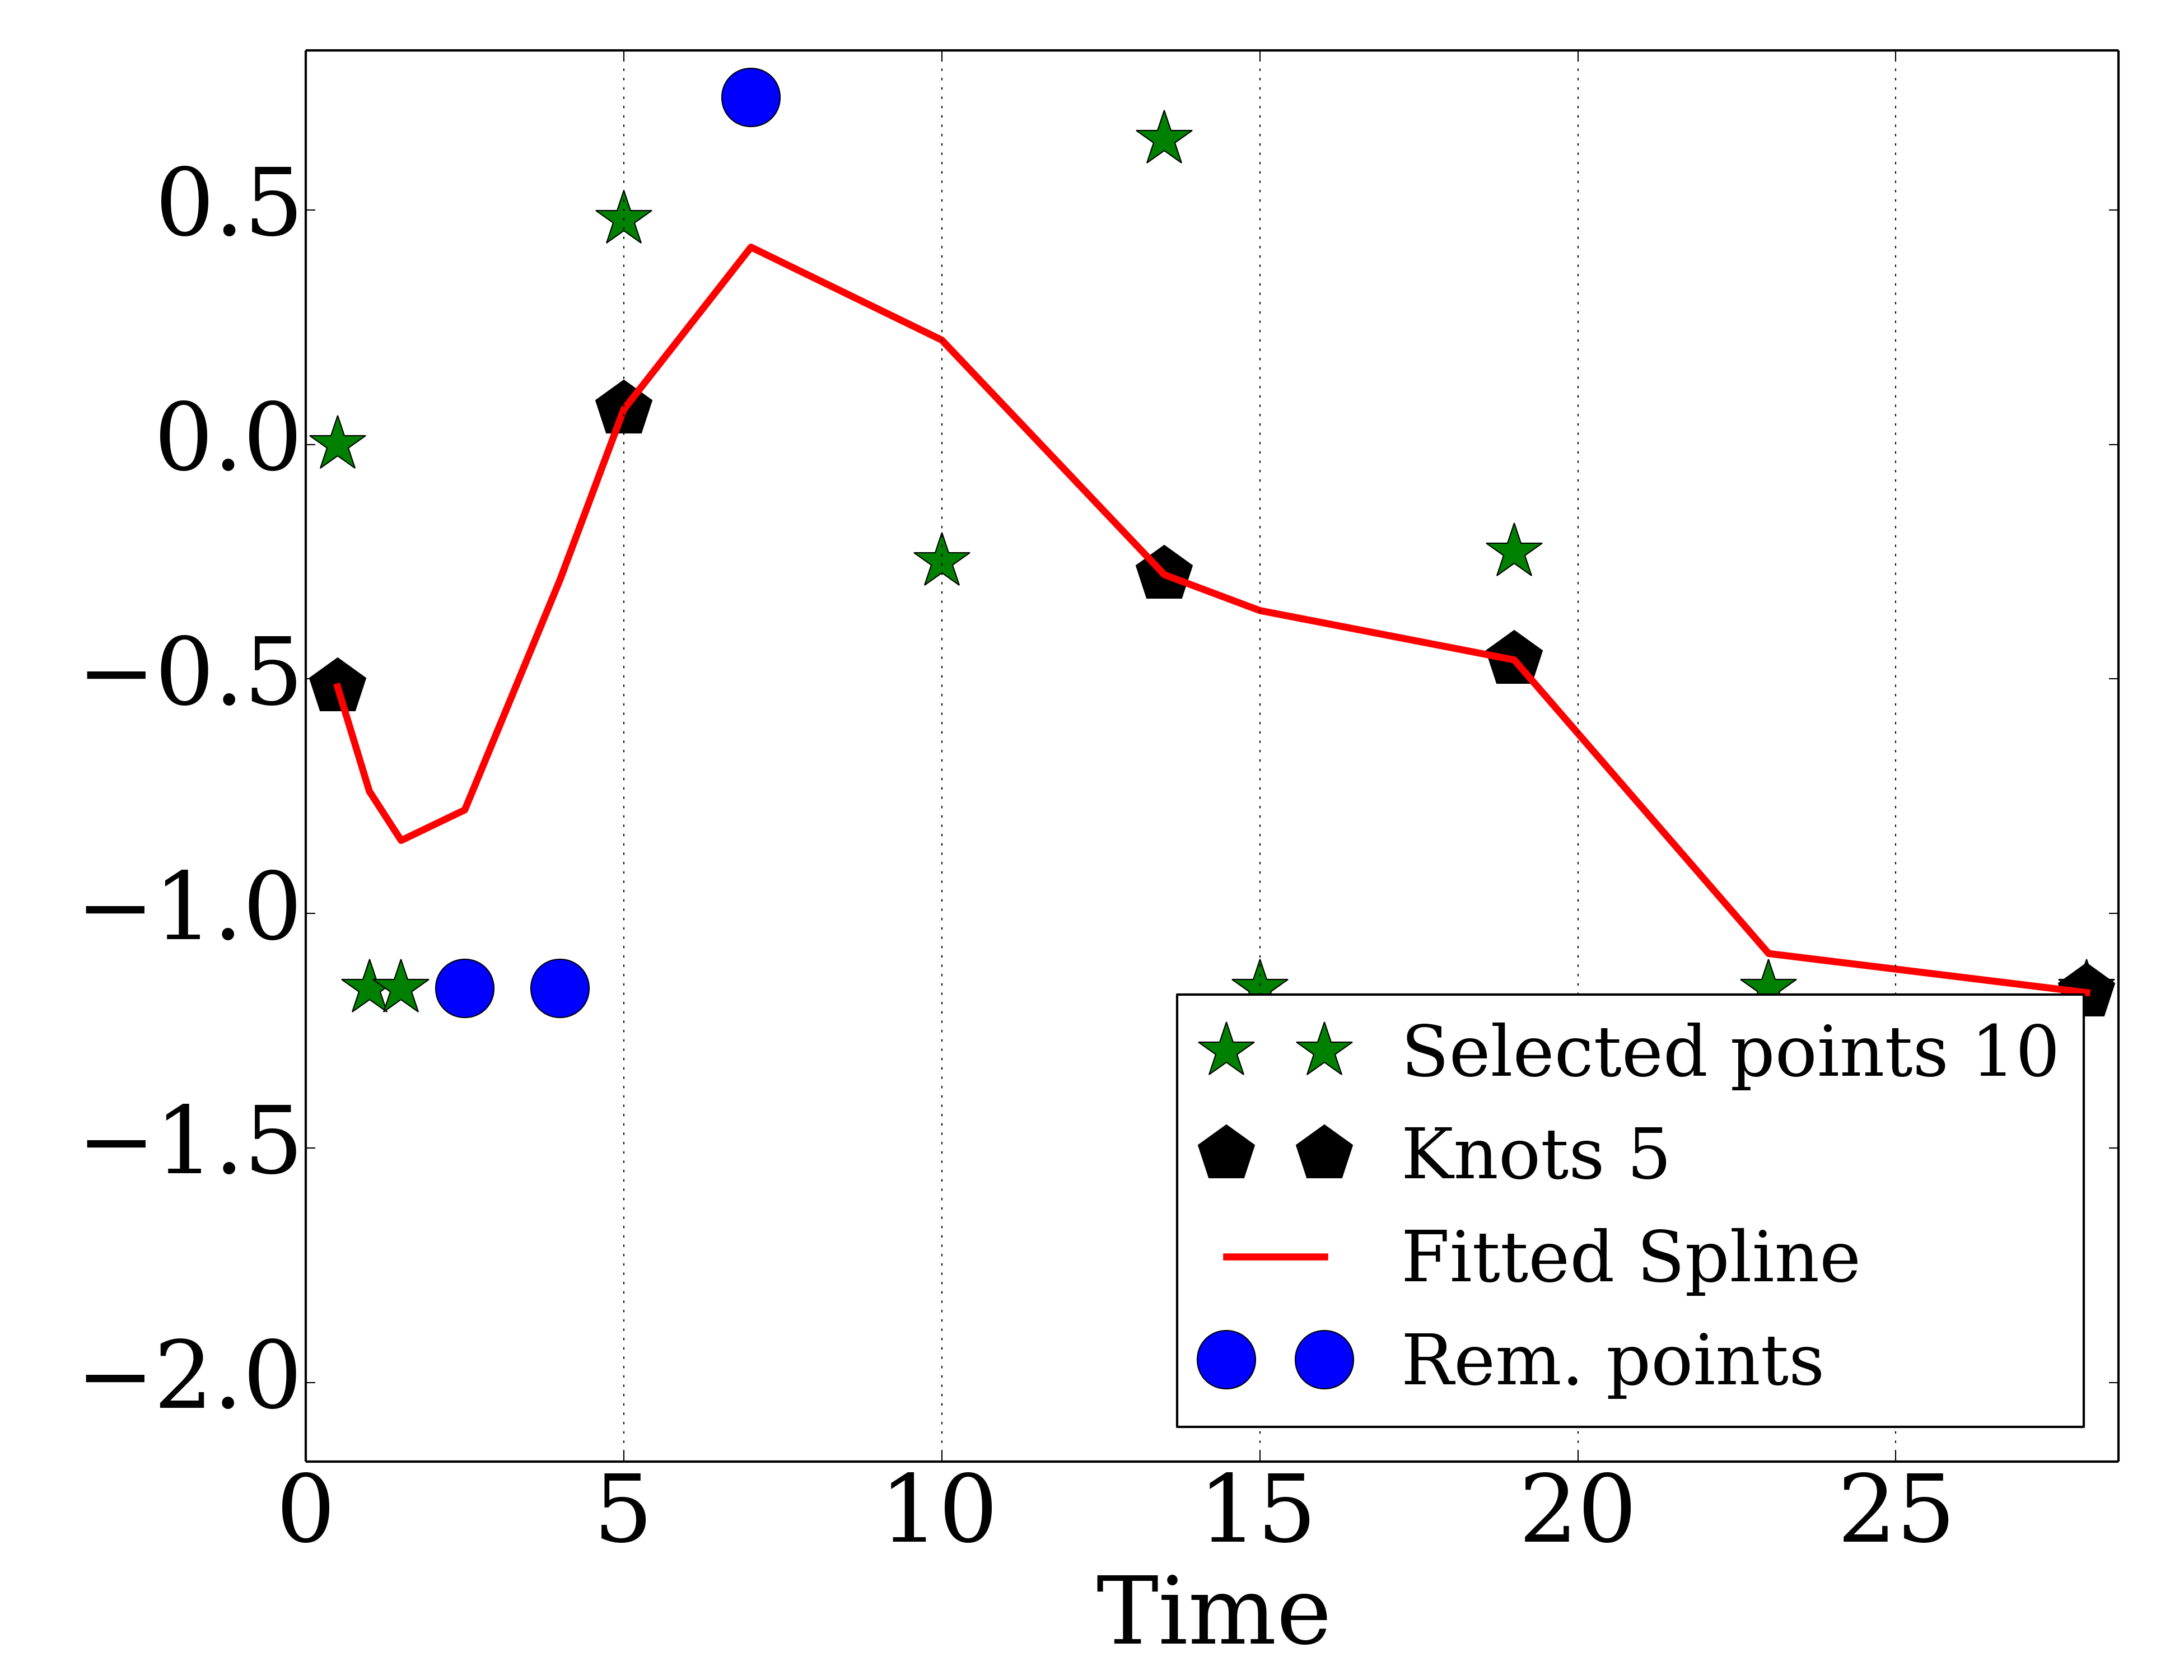 0.5
0.0
−0.5
−1.0
−1.5
−2.0
Selected points 10
Knots 5
Fitted Spline
Rem. points
0 5 10 15 20 25
Time